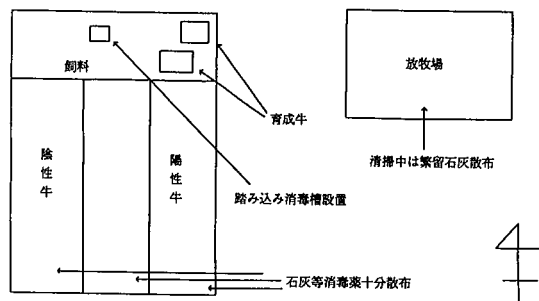 放牧場
飼料
育成牛
清掃中は繋留石灰散布
陰性牛
陽性牛
踏み込み消毒槽設置
石灰等消毒薬十分散布